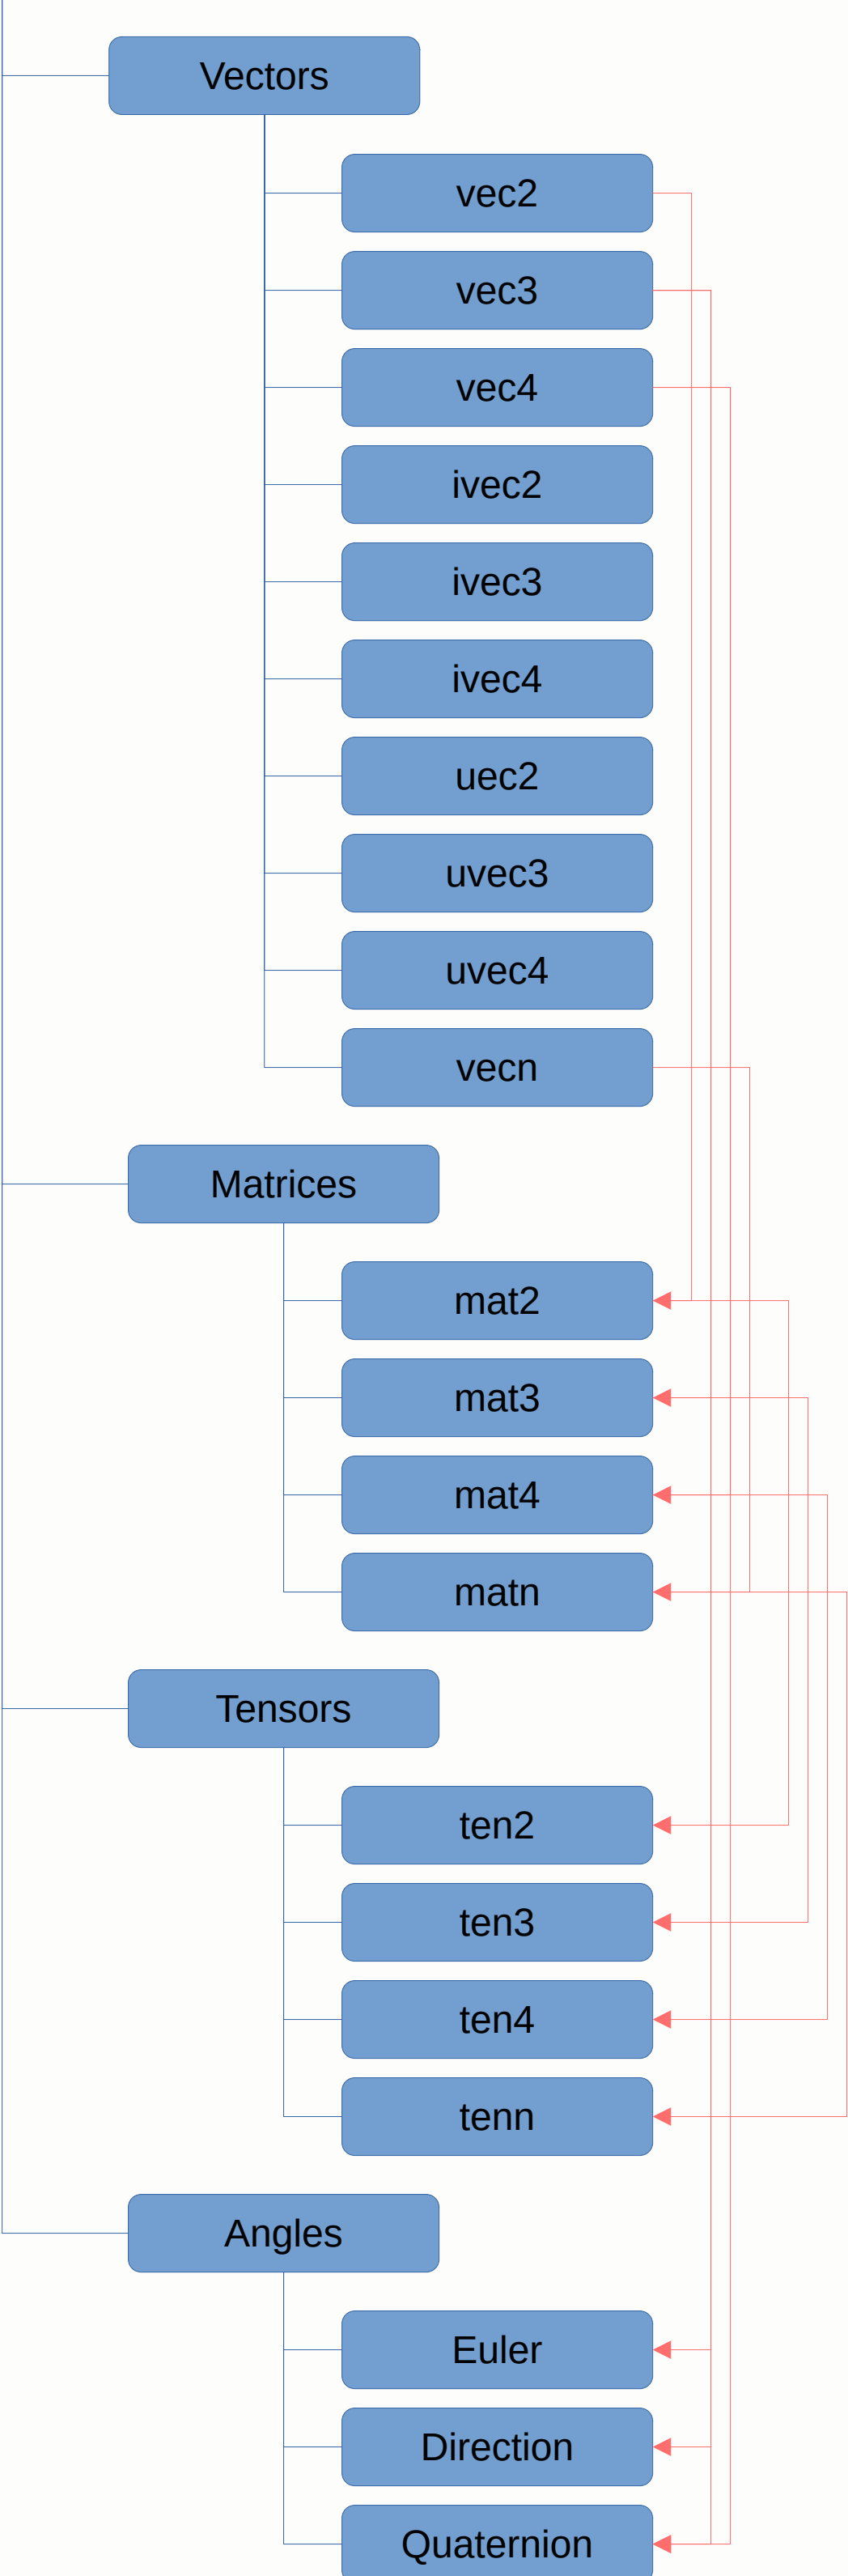 Vectors
vec2
vec3
vec4
ivec2
ivec3
ivec4
uec2
uvec3
uvec4
vecn
Matrices
mat2
mat3
mat4
matn
Tensors
ten2
ten3
ten4
tenn
Angles
Euler
Direction
Quaternion